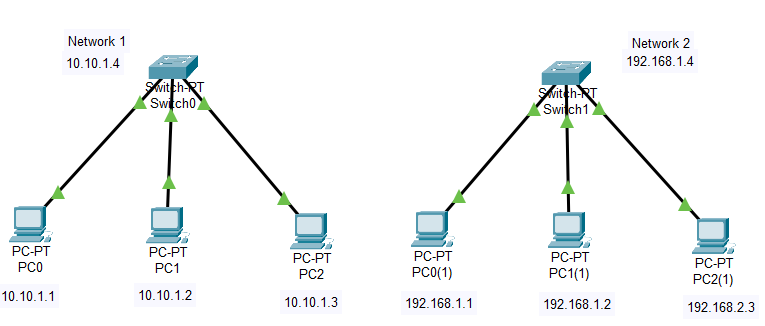 Network 1
10.10.1.4
Switch-PT
Switch0
PC-PT
PC0
10.10.1.1
PC-PT
PC1
10.10.1.2
PC-PT
PC2
10.10.1.3
Network 2
192.168.1.4
Switch-PT
Switch1
PC-PT
PC0(1)
192.168.1.1
PC-PT
PC1(1)
192.168.1.2
PC-PT
PC2(1)
192.168.2.3